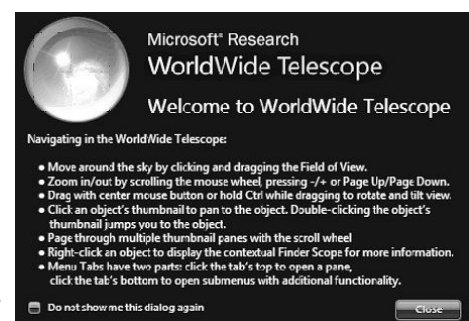 Microsoft® Research
WorldWide Telescope
Welcome to WorldWide Telescope
Navigating in the WorldWide Telescope:
• Move around the sky by clicking and dragging the Field of View.
• Zoom in/out by scrolling the mouse wheel, pressing -/+ or Page Up/Page Down.
• Drag with center mouse button or hold Ctrl while dragging to rotate and tilt view.
• Click an object's thumbnail to pan to the object. Double-clicking the object's
thumbnail jumps you to the object.
• Page through multiple thumbnail panes with the scroll wheel
• Right-click an object to display the contextual Finder Scope for more information.
• Menu Tabs have two parts: click the tab's top to open a pane,
click the tab's bottom to open submenus with additional functionality.
Do not show me this dialog again
Close